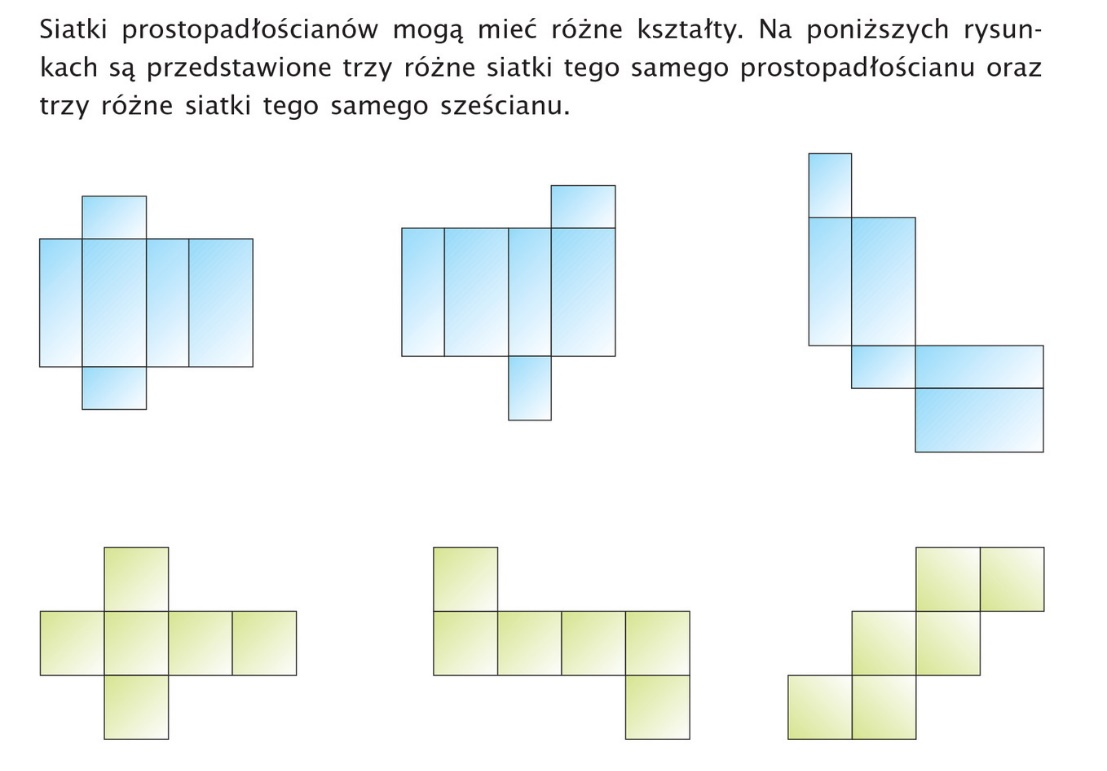 Siatki prostopadłościanów mogą mieć różne kształty. Na poniższych rysun-
kach są przedstawione trzy różne siatki tego samego prostopadłościanu oraz
trzy różne siatki tego samego sześcianu.